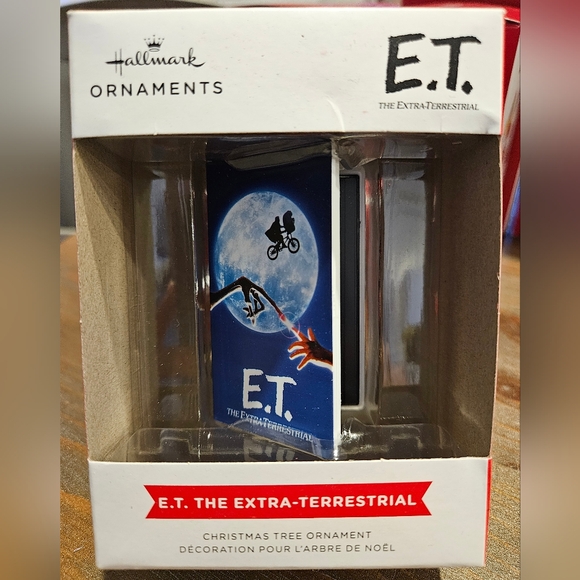 Hallmark
ORNAMENTS
E.T.
THE EXTRA-TERRESTRIAL
E.T.
THE EXTRA-TERRESTRIAL
E.T. THE EXTRA-TERRESTRIAL
CHRISTMAS TREE ORNAMENT
DÉCORATION POUR L'ARBRE DE NOËL